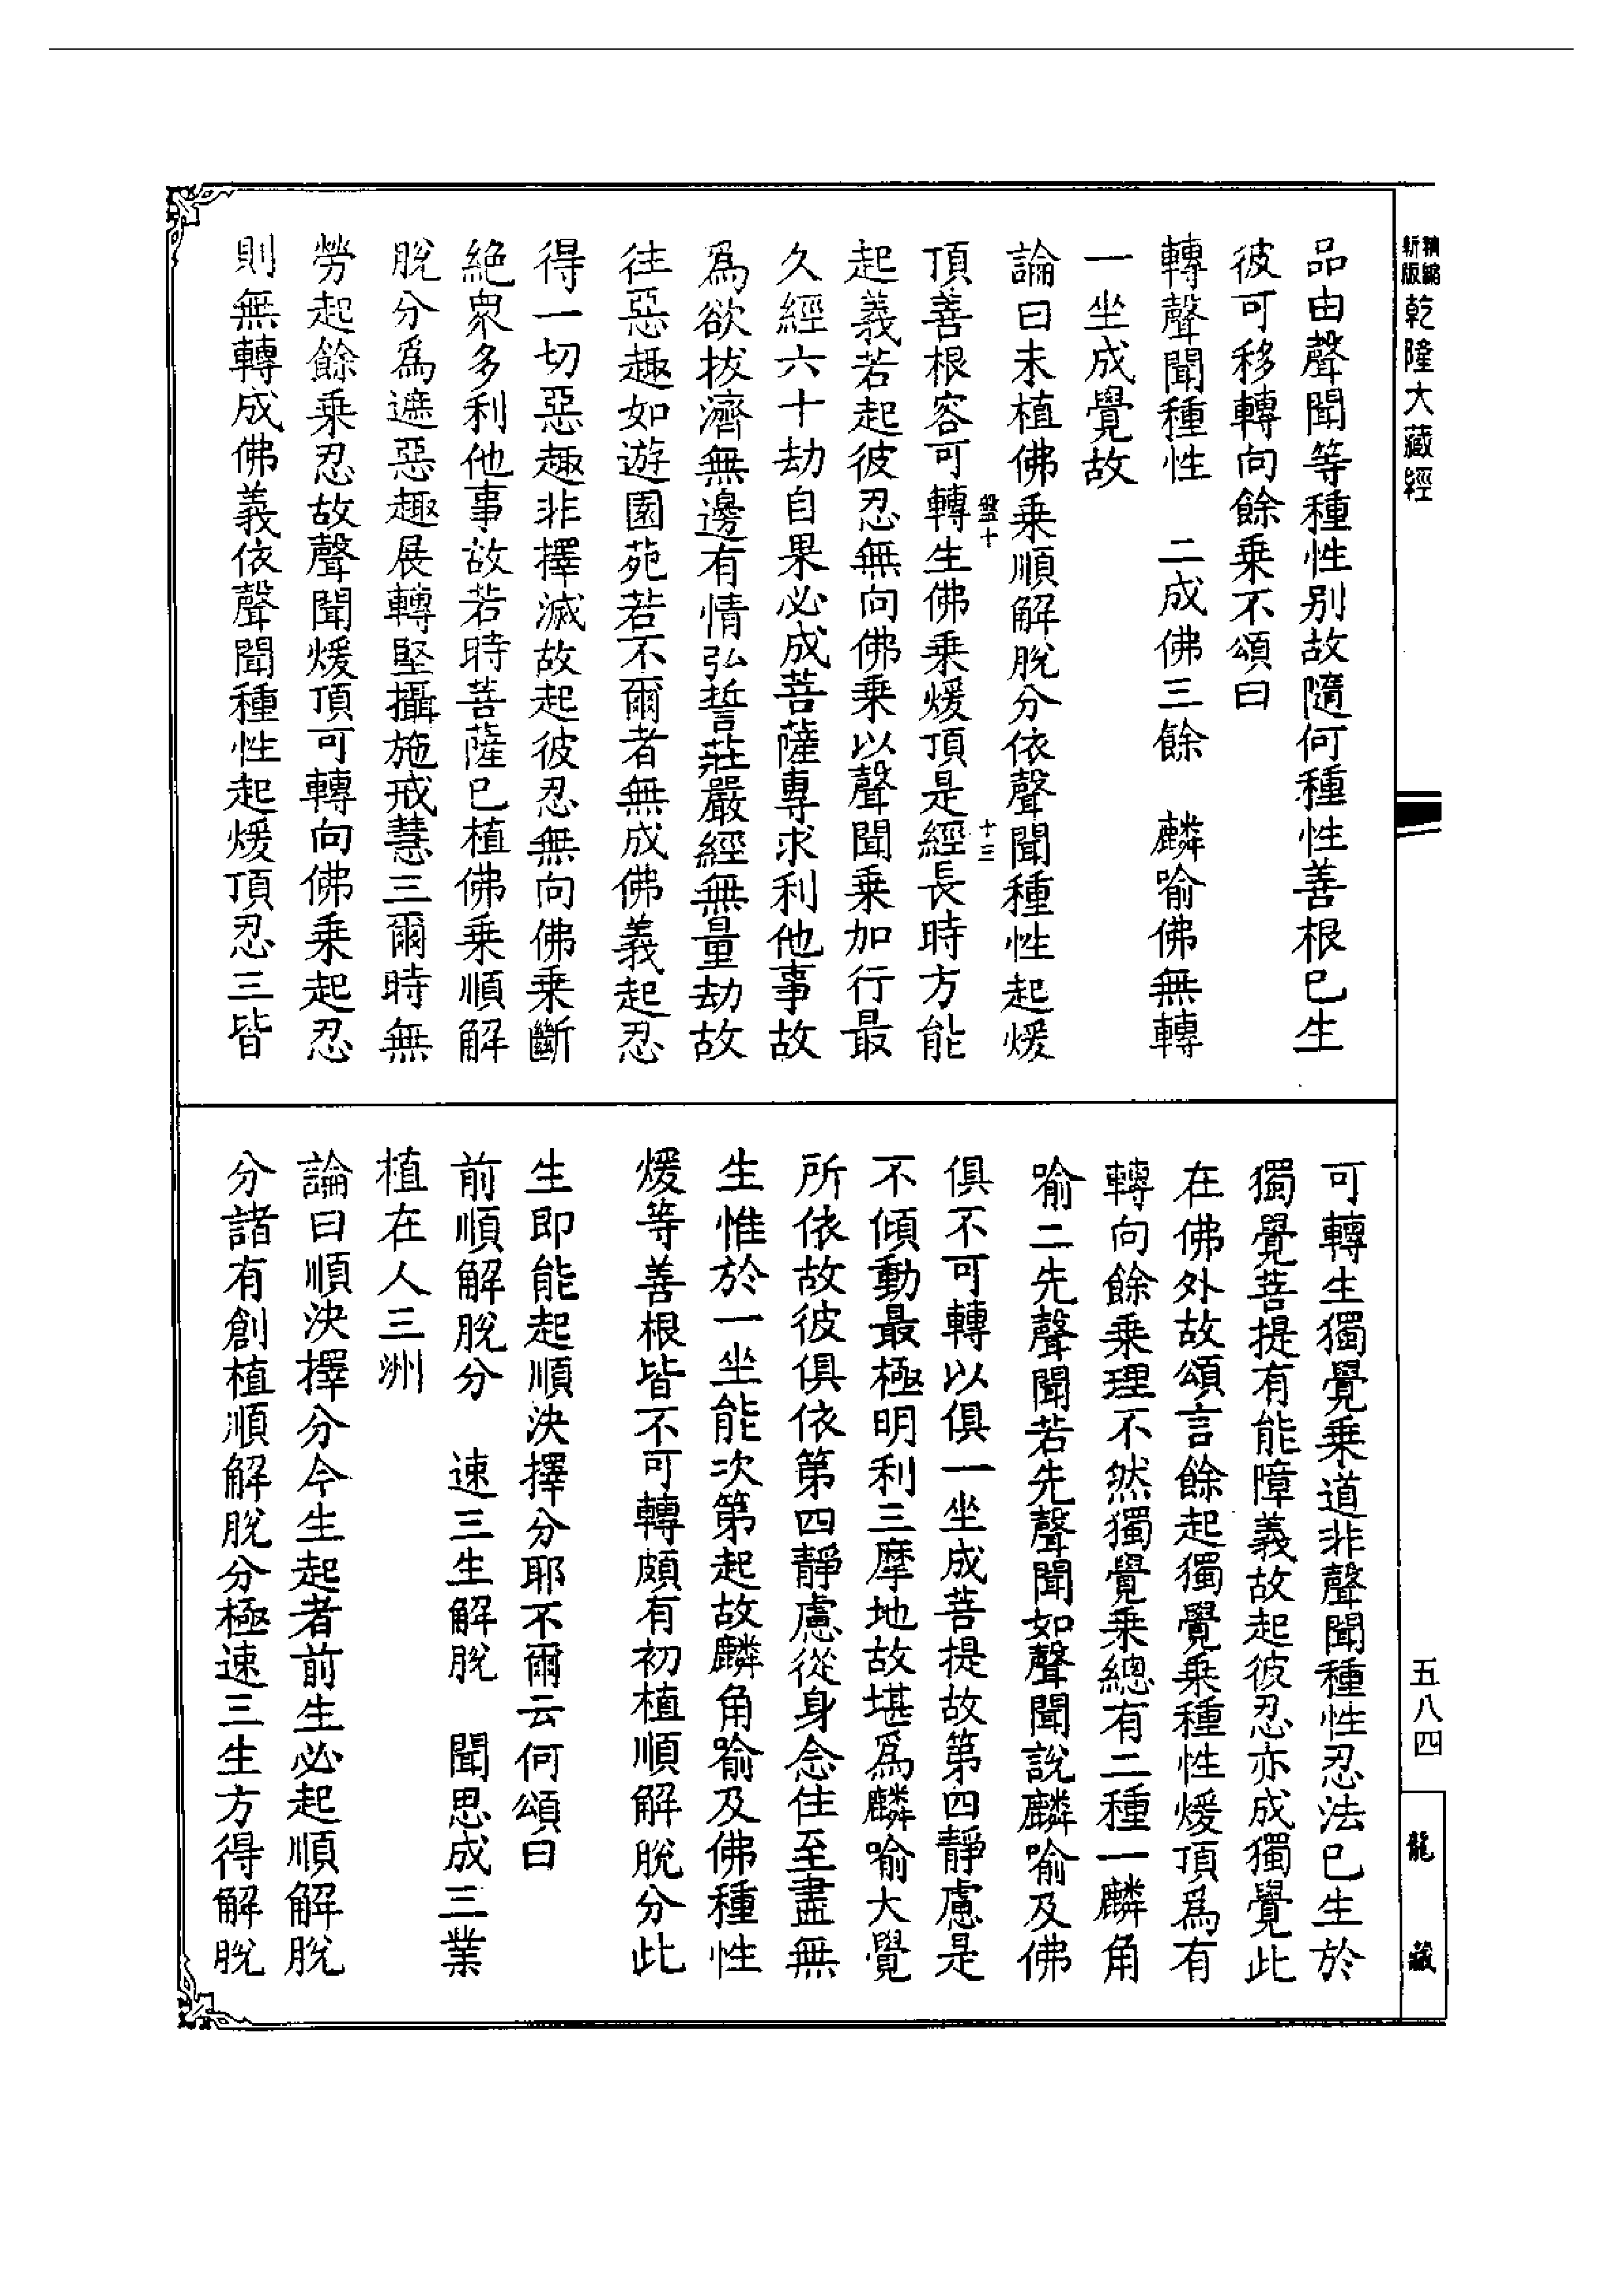 精縮
新版
乾隆大藏經
品由聲聞等種性別故隨何種性善根已生
彼可移轉向餘乘不頌曰
轉聲聞種性　二成佛三餘　麟喻佛無轉
一坐成覺故
論曰未植佛乘順解脫分依聲聞種性起煖
盤十
十三
頂善根容可轉生佛乘煖頂是經長時方能
起義若起彼忍無向佛乘以聲聞乘加行最
久經六十劫自果必成菩薩專求利他事故
爲欲拔濟無邊有情弘誓莊嚴經無量劫故
往惡趣如遊園苑若不爾者無成佛義起忍
得一切惡趣非擇滅故起彼忍無向佛乘斷
絶衆多利他事故若時菩薩已植佛乘順解
脫分爲遮惡趣展轉堅攝施戒慧三爾時無
勞起餘乘忍故聲聞煖頂可轉向佛乘起忍
則無轉成佛義依聲聞種性起煖頂忍三皆
可轉生獨覺乘道非聲聞種性忍法已生於
獨覺菩提有能障義故起彼忍亦成獨覺此
在佛外故頌言餘起獨覺乘種性煖頂爲有
轉向餘乘理不然獨覺乘總有二種一麟角
喻二先聲聞若先聲聞如聲聞說麟喻及佛
俱不可轉以俱一坐成菩提故第四靜慮是
不傾動最極明利三摩地故堪爲麟喻大覺
所依故彼俱依第四靜慮從身念住至盡無
生惟於一坐能次第起故麟角喻及佛種性
煖等善根皆不可轉頗有初植順解脫分此
生即能起順決擇分耶不爾云何頌曰
前順解脫分　速三生解脫　聞思成三業
植在人三洲
論曰順決擇分今生起者前生必起順解脫
分諸有創植順解脫分極速三生方得解脫
五八四
龍藏